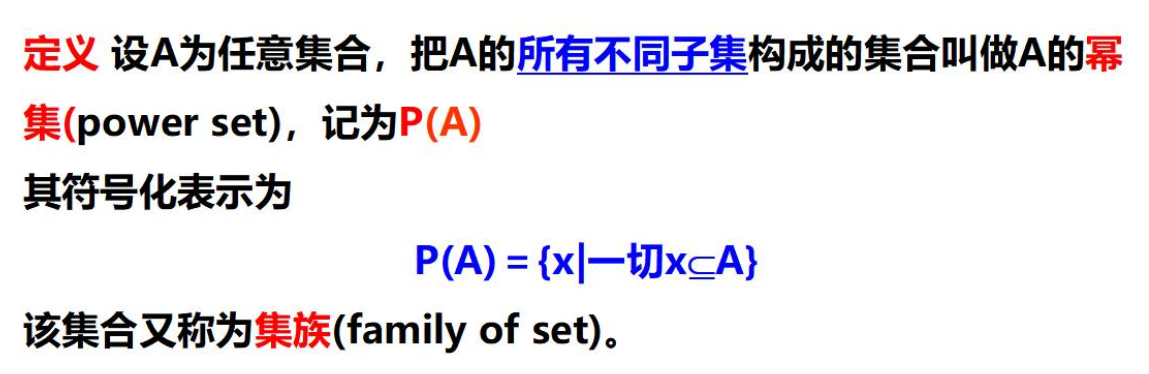 定义 设A为任意集合，把A的所有不同子集构成的集合叫做A的幂
集(power set)，记为P(A)
其符号化表示为
P(A) = {x|一切x⊆A}
该集合又称为集族(family of set)。